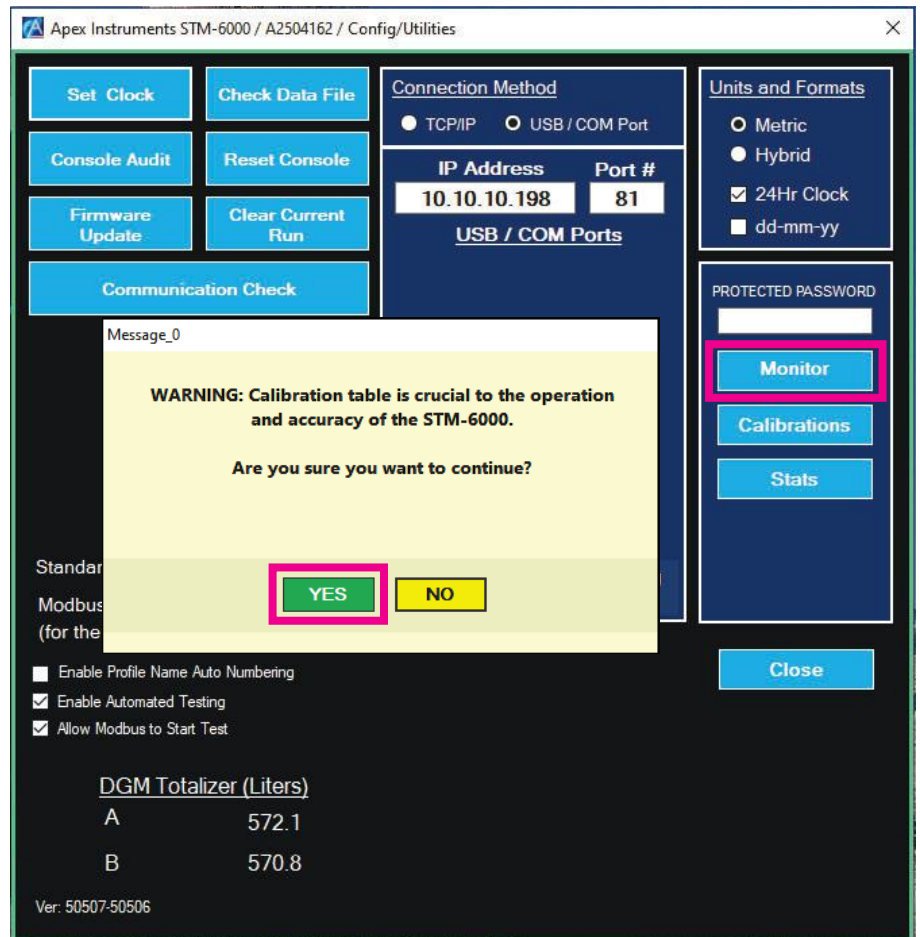 Apex Instruments STM-6000 / A2504162 / Config/Utilities
Set Clock
Check Data File
Console Audit
Reset Console
Firmware
Update
Clear Current
Run
Communication Check
Connection Method
TCP/IP
USB / COM Port
IP Address
Port #
10.10.10.198
81
USB / COM Ports
Units and Formats
Metric
Hybrid
24Hr Clock
dd-mm-yy
PROTECTED PASSWORD
Monitor
Calibrations
Stats
Message_0
WARNING: Calibration table is crucial to the operation
and accuracy of the STM-6000.
Are you sure you want to continue?
YES
NO
Standar
Modbus
(for the
Enable Profile Name Auto Numbering
Enable Automated Testing
Allow Modbus to Start Test
Close
DGM Totalizer (Liters)
A 572.1
B 570.8
Ver: 50507-50506